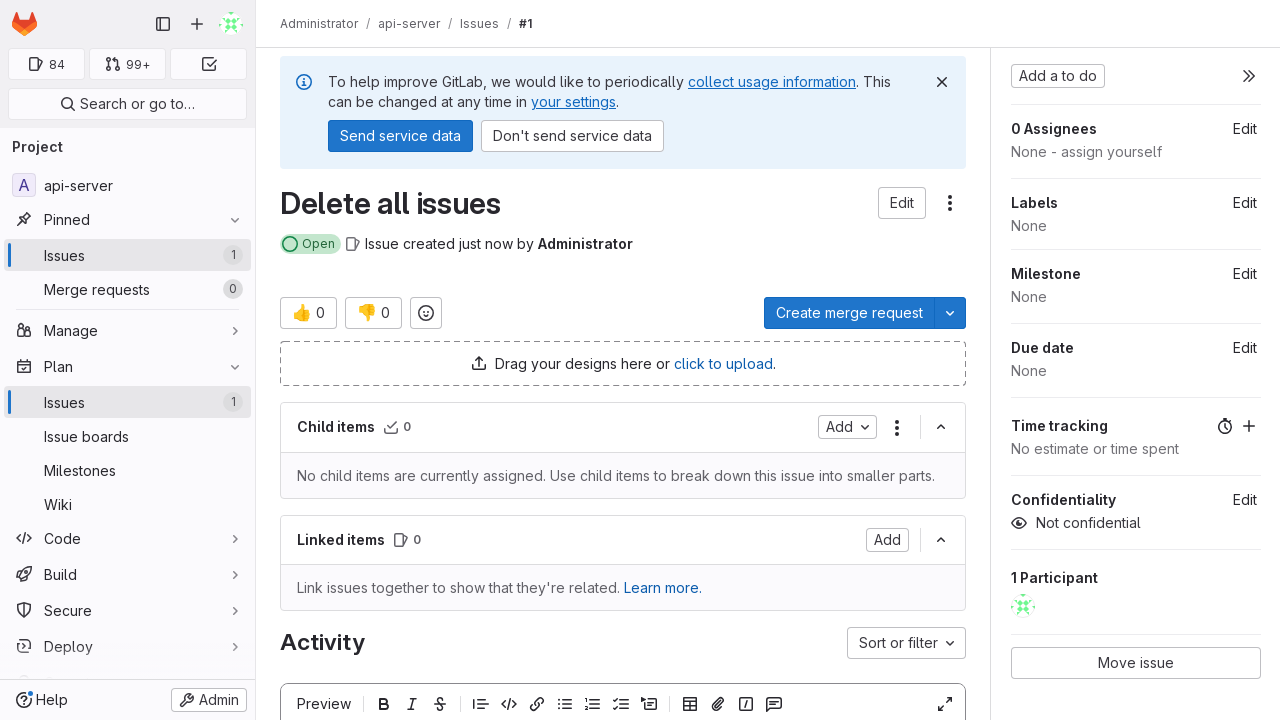 Administrator / api-server / Issues / #1
84
99+
Search or go to…
Project
A api-server
Pinned
Issues 1
Merge requests 0
Manage
Plan
Issues 1
Issue boards
Milestones
Wiki
Code
Build
Secure
Deploy
Help
Admin
To help improve GitLab, we would like to periodically collect usage information. This
can be changed at any time in your settings.
Send service data
Don't send service data
Delete all issues
Edit
Open Issue created just now by Administrator
👍 0
👎 0
Create merge request
Drag your designs here or click to upload.
Child items 0
Add
No child items are currently assigned. Use child items to break down this issue into smaller parts.
Linked items 0
Add
Link issues together to show that they're related. Learn more.
Activity
Sort or filter
Preview
Add a to do
0 Assignees Edit
None - assign yourself
Labels Edit
None
Milestone Edit
None
Due date Edit
None
Time tracking
No estimate or time spent
Confidentiality Edit
Not confidential
1 Participant
Move issue